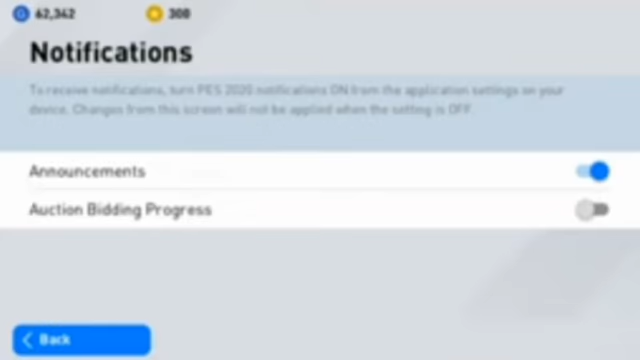 62,342 300
Notifications
To receive notifications, turn PES 2020 notifications ON from the application settings on your
device. Changes from this screen will not be applied when the setting is OFF.
Announcements
Auction Bidding Progress
Back